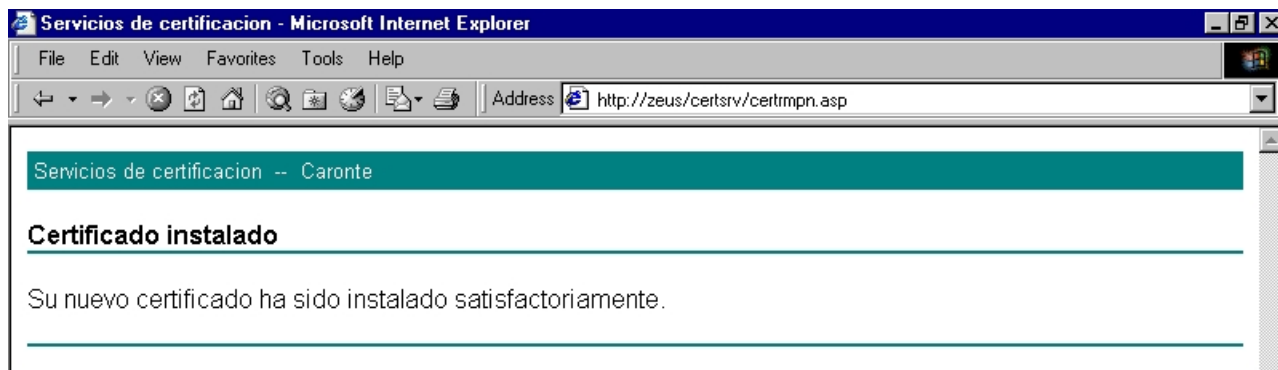 Servicios de certificacion - Microsoft Internet Explorer
File Edit View Favorites Tools Help
Address http://zeus/certsrv/certrmpn.asp
Servicios de certificacion -- Caronte
Certificado instalado
Su nuevo certificado ha sido instalado satisfactoriamente.